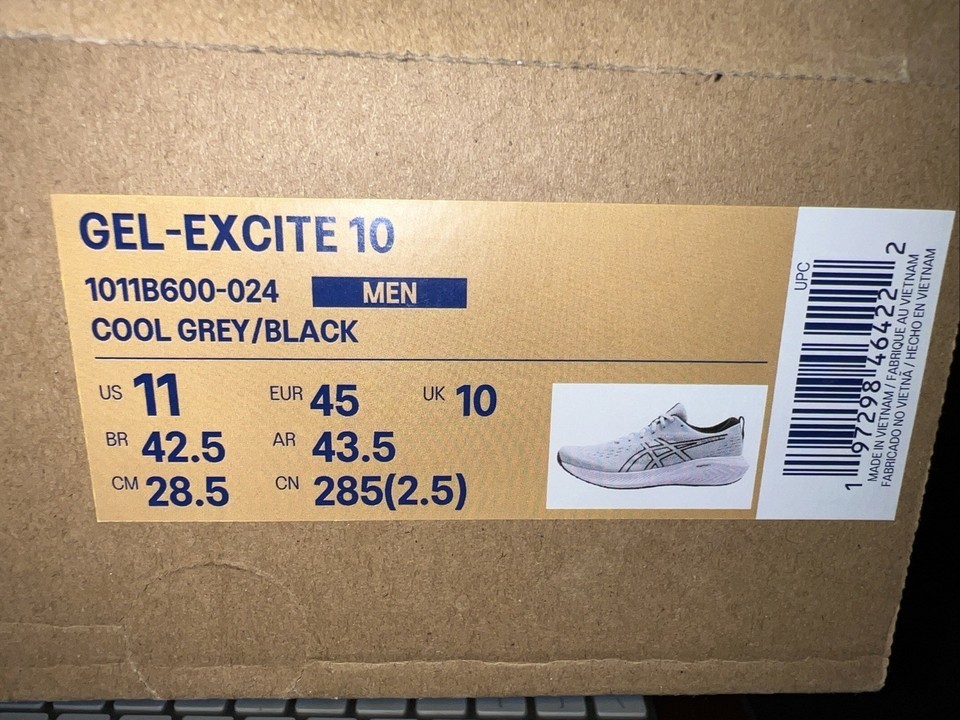 GEL-EXCITE 10
1011B600-024 MEN
COOL GREY/BLACK
US 11 EUR 45 UK 10
BR 42.5 AR 43.5
CM 28.5 CN 285(2.5)
UPC
1 97298 46422 2
MADE IN VIETNAM / FABRIQUE AU VIETNAM
FABRICADO NO VIETNÃ / HECHO EN VIETNAM